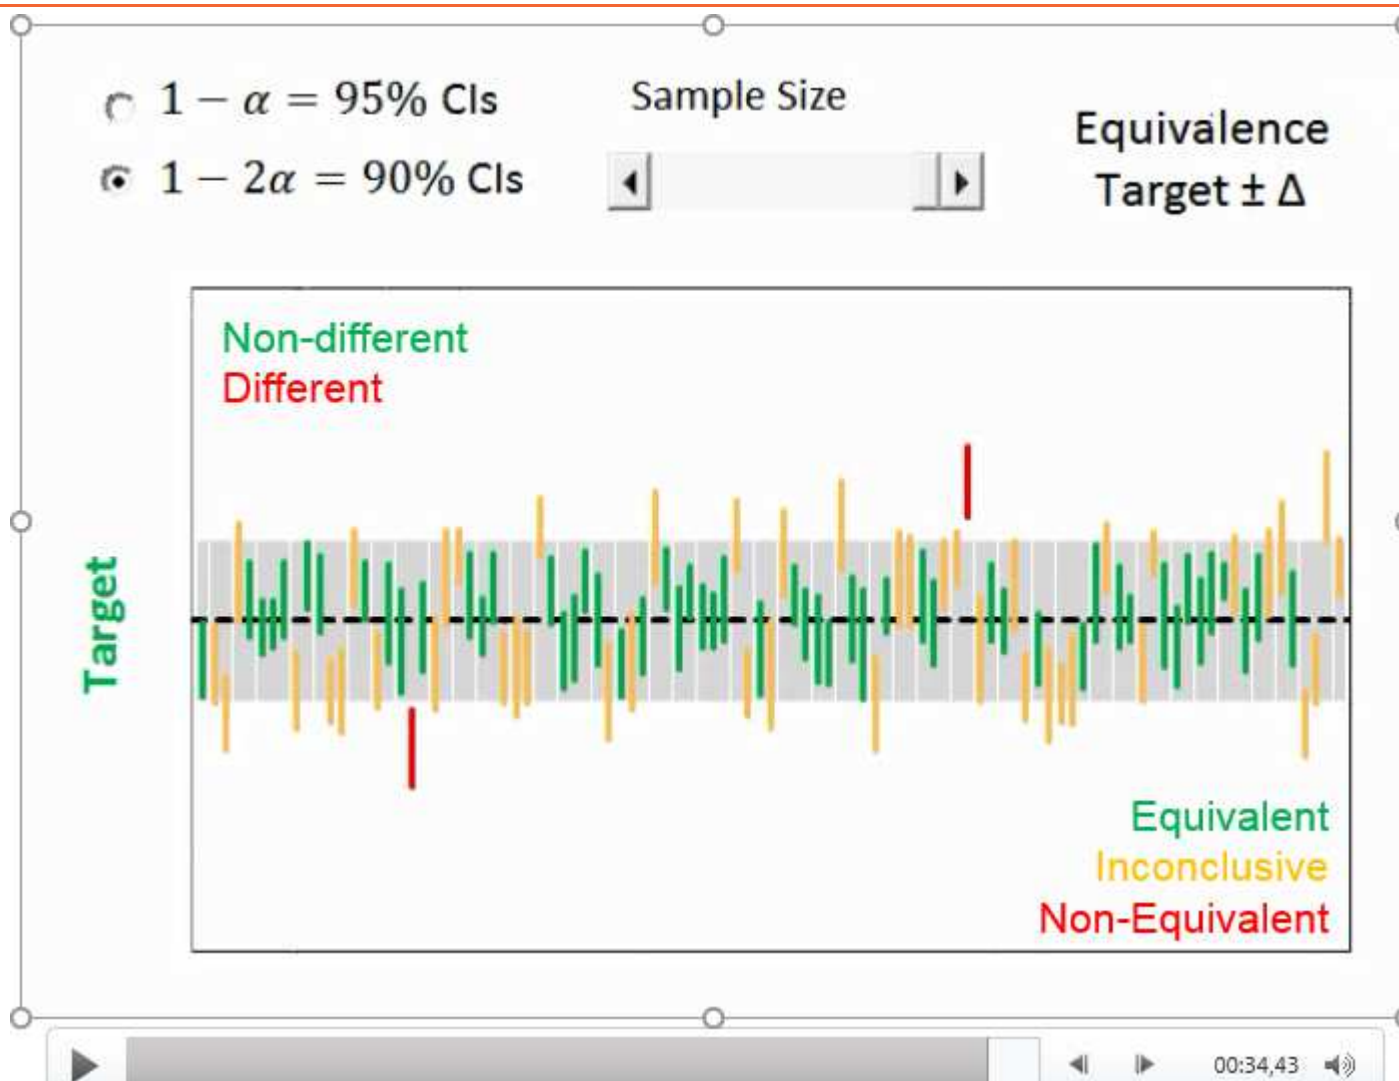 1 − α = 95% CIs
1 − 2α = 90% CIs
Sample Size
Equivalence
Target ± Δ
Non-different
Different
Target
Equivalent
Inconclusive
Non-Equivalent
00:34,43